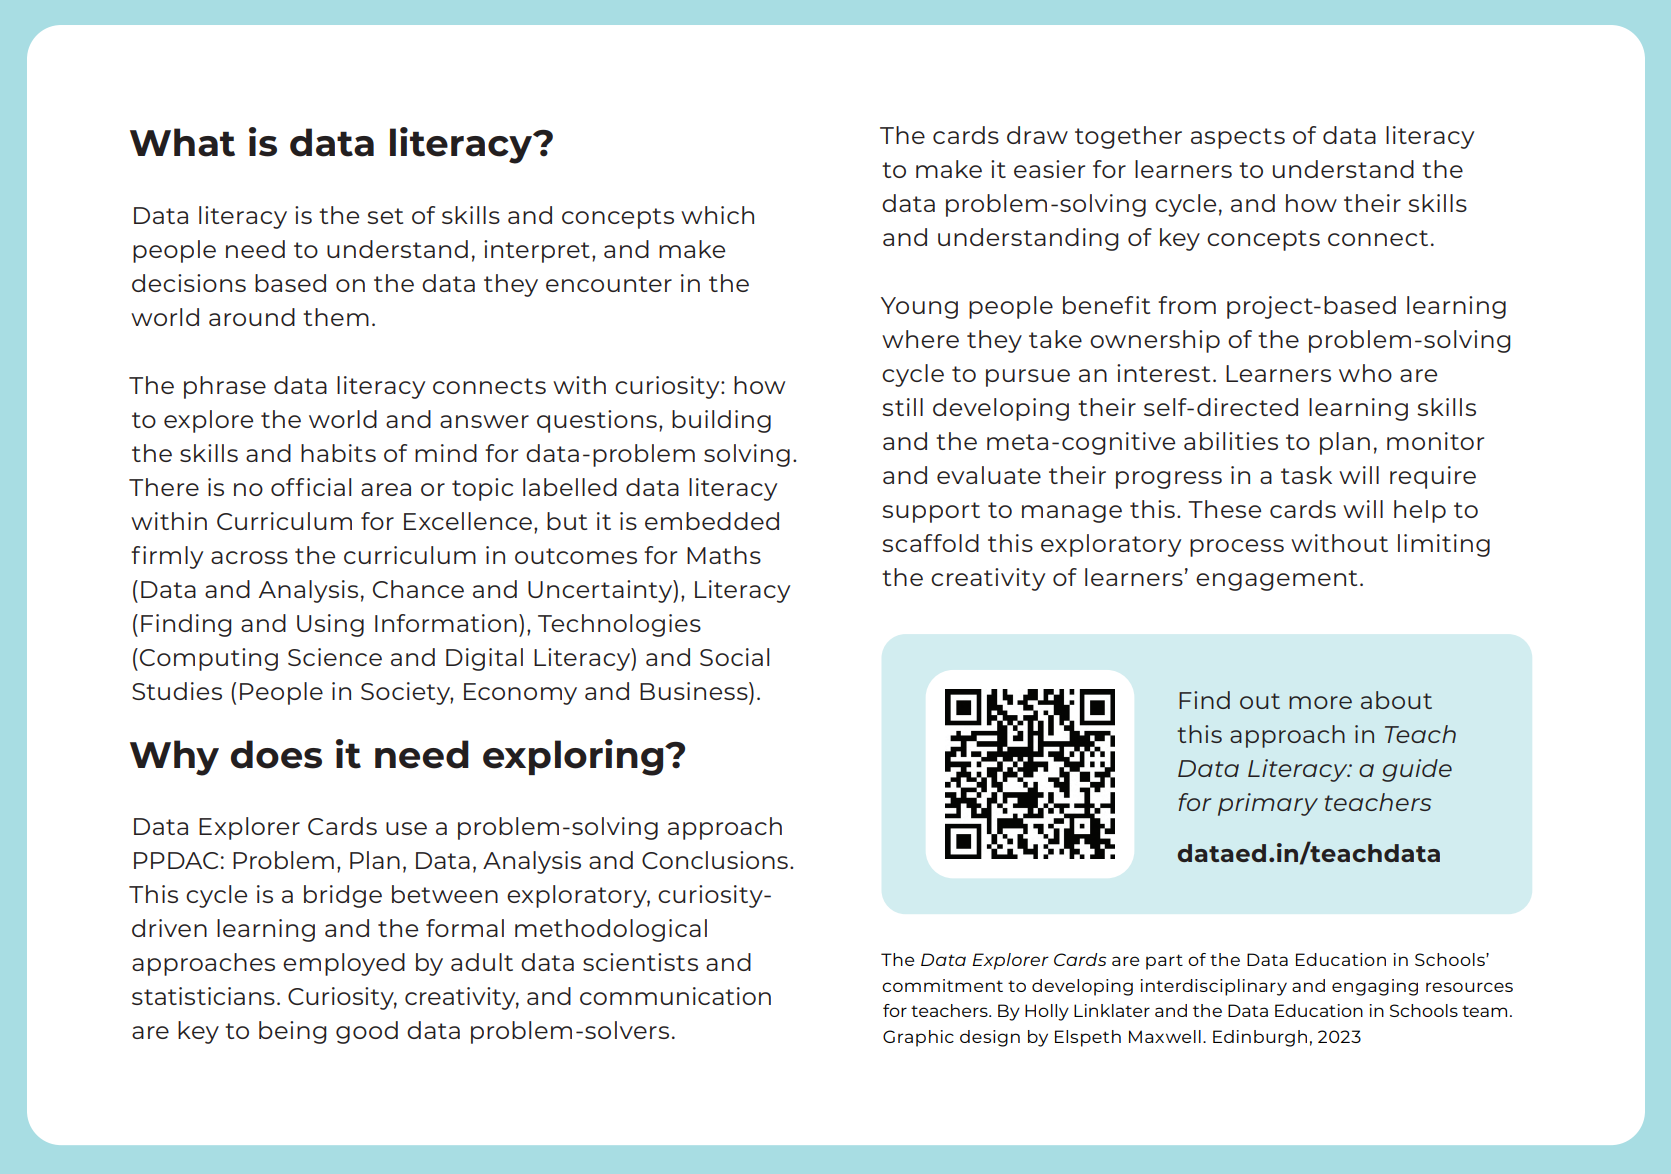 What is data literacy?
Data literacy is the set of skills and concepts which
people need to understand, interpret, and make
decisions based on the data they encounter in the
world around them.
The phrase data literacy connects with curiosity: how
to explore the world and answer questions, building
the skills and habits of mind for data-problem solving.
There is no official area or topic labelled data literacy
within Curriculum for Excellence, but it is embedded
firmly across the curriculum in outcomes for Maths
(Data and Analysis, Chance and Uncertainty), Literacy
(Finding and Using Information), Technologies
(Computing Science and Digital Literacy) and Social
Studies (People in Society, Economy and Business).
Why does it need exploring?
Data Explorer Cards use a problem-solving approach
PPDAC: Problem, Plan, Data, Analysis and Conclusions.
This cycle is a bridge between exploratory, curiosity-
driven learning and the formal methodological
approaches employed by adult data scientists and
statisticians. Curiosity, creativity, and communication
are key to being good data problem-solvers.
The cards draw together aspects of data literacy
to make it easier for learners to understand the
data problem-solving cycle, and how their skills
and understanding of key concepts connect.
Young people benefit from project-based learning
where they take ownership of the problem-solving
cycle to pursue an interest. Learners who are
still developing their self-directed learning skills
and the meta-cognitive abilities to plan, monitor
and evaluate their progress in a task will require
support to manage this. These cards will help to
scaffold this exploratory process without limiting
the creativity of learners’ engagement.
Find out more about
this approach in Teach
Data Literacy: a guide
for primary teachers
dataed.in/teachdata
The Data Explorer Cards are part of the Data Education in Schools’
commitment to developing interdisciplinary and engaging resources
for teachers. By Holly Linklater and the Data Education in Schools team.
Graphic design by Elspeth Maxwell. Edinburgh, 2023